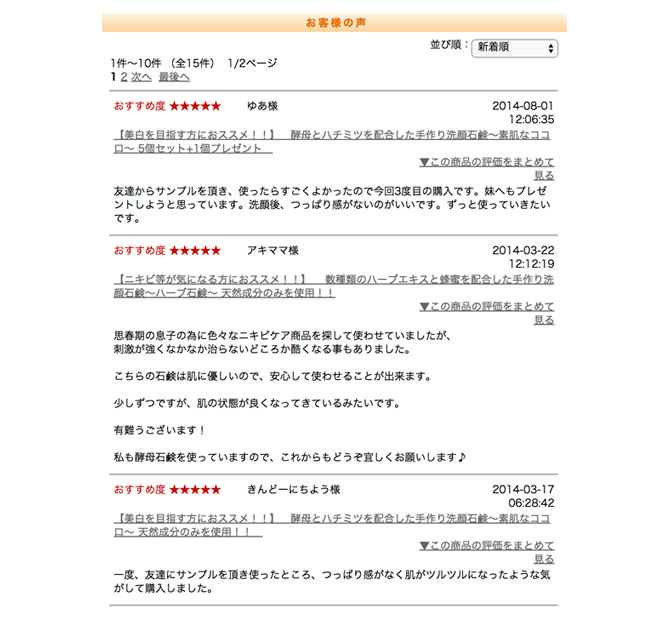 お客様の声
並び順： 新着順
1件～10件 （全15件） 1/2ページ
1 2 次へ 最後へ
おすすめ度 ★★★★★ ゆあ様 2014-08-01
12:06:35
【美白を目指す方におススメ！！】 酵母とハチミツを配合した手作り洗顔石鹸～素肌なココ
ロ～ 5個セット+1個プレゼント
▼この商品の評価をまとめて
見る
友達からサンプルを頂き、使ったらすごくよかったので今回3度目の購入です。妹へもプレゼ
ントしようと思っています。洗顔後、つっぱり感がないのがいいです。ずっと使っていきたい
です。
おすすめ度 ★★★★★ アキママ様 2014-03-22
12:12:19
【ニキビ等が気になる方におススメ！！】 数種類のハーブエキスと蜂蜜を配合した手作り洗
顔石鹸～ハーブ石鹸～ 天然成分のみを使用！！
▼この商品の評価をまとめて
見る
思春期の息子の為に色々なニキビケア商品を探して使わせていましたが、
刺激が強くなかなか治らないどころか酷くなる事もありました。
こちらの石鹸は肌に優しいので、安心して使わせることが出来ます。
少しずつですが、肌の状態が良くなってきているみたいです。
有難うございます！
私も酵母石鹸を使っていますので、これからもどうぞ宜しくお願いします♪
おすすめ度 ★★★★★ きんどーにちよう様 2014-03-17
06:28:42
【美白を目指す方におススメ！！】 酵母とハチミツを配合した手作り洗顔石鹸～素肌なココ
ロ～ 天然成分のみを使用！！
▼この商品の評価をまとめて
見る
一度、友達にサンプルを頂き使ったところ、つっぱり感がなく肌がツルツルになったような気
がして購入しました。